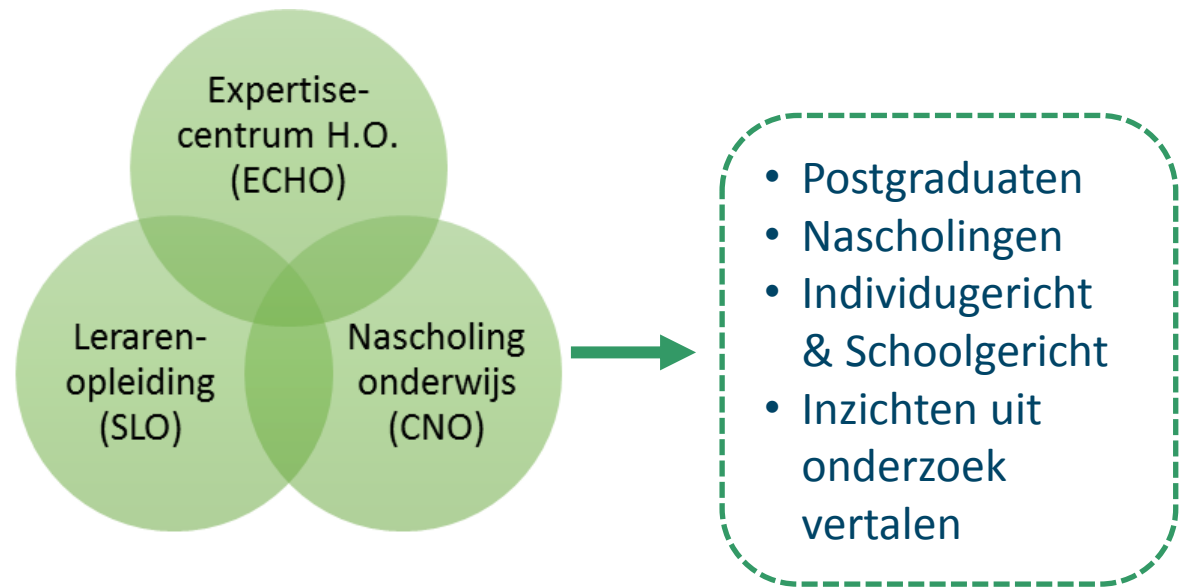 Expertise-
centrum H.O.
(ECHO)
Leraren-
opleiding
(SLO)
Nascholing
onderwijs
(CNO)
• Postgraduaten
• Nascholingen
• Individugericht
& Schoolgericht
• Inzichten uit
onderzoek
vertalen